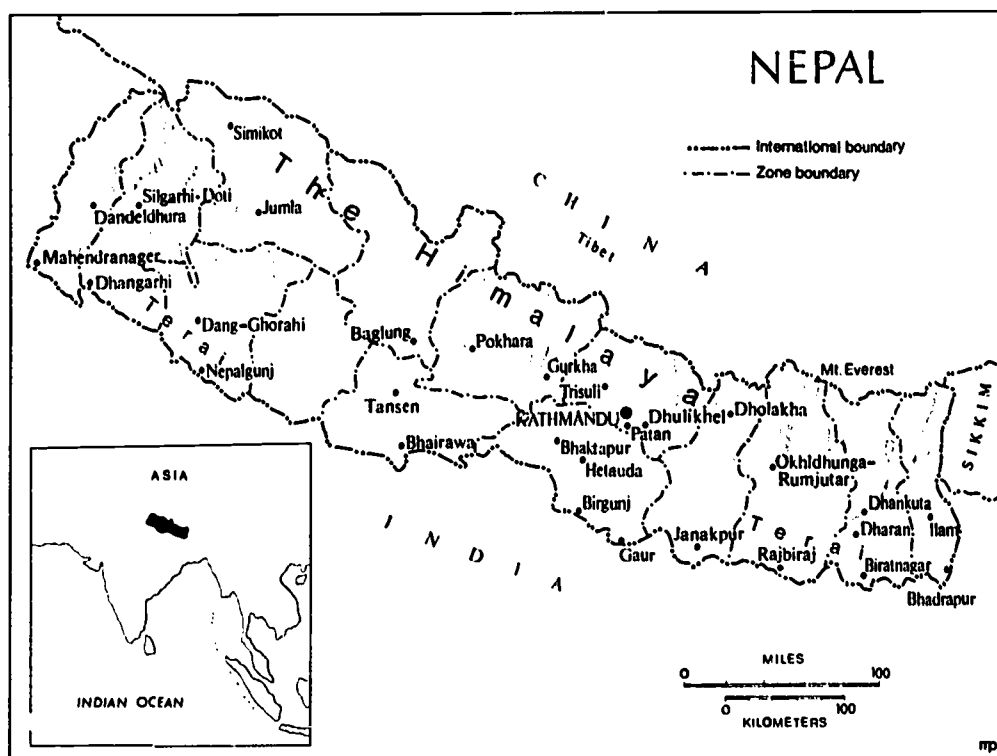 NEPAL
International boundary
Zone boundary
Simikot
The Himalaya
CHINA
Tibet
Silgarhi-Doti
Dandeldhura
Jumla
Mahendranager
Dhangarhi
Terai
Dang-Ghorahi
Nepalgunj
Baglung
Pokhara
Gurkha
Trisuli
Mt. Everest
SIKKIM
Tansen
KATHMANDU
Patan
Dhulikhel
Dholakha
Bhairawa
Bhaktapur
Hetauda
Okhldhunga-
Rumjutar
Birgunj
Dhankuta
Ilam
Dharan
Gaur
Janakpur
Terai
Rajbiraj
Biratnagar
Bhadrapur
INDIA
ASIA
INDIAN OCEAN
MILES
0 100
0 100
KILOMETERS